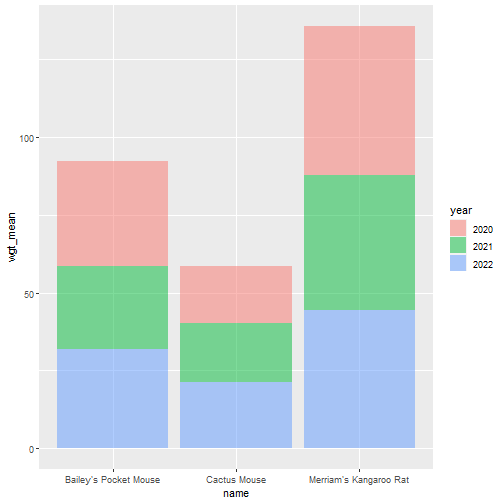 wgt_mean
100
50
0
Bailey's Pocket Mouse
Cactus Mouse
Merriam's Kangaroo Rat
name
year
2020
2021
2022